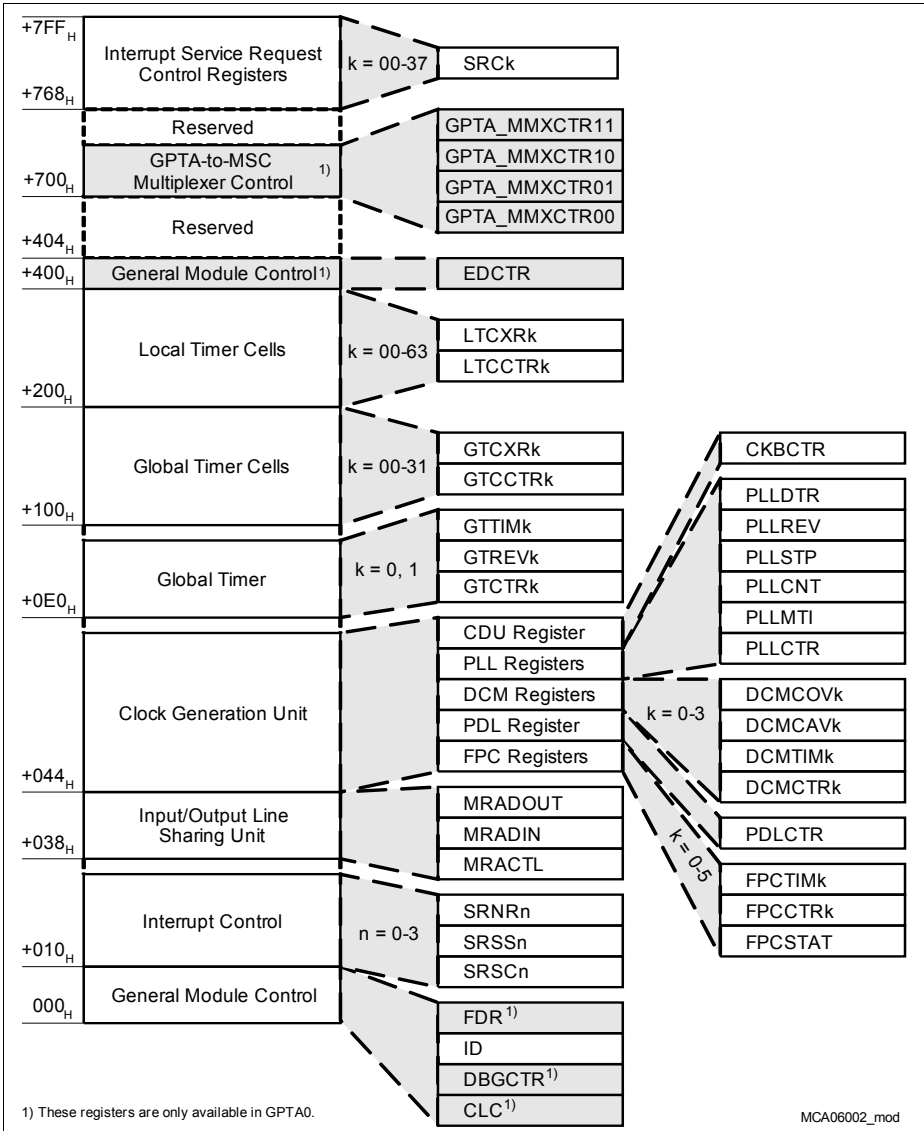 +7FFH
Interrupt Service Request
Control Registers
k = 00-37
SRCk
+768H
Reserved
GPTA-to-MSC
Multiplexer Control 1)
+700H
GPTA_MMXCTR11
GPTA_MMXCTR10
GPTA_MMXCTR01
GPTA_MMXCTR00
Reserved
+404H
+400H
General Module Control 1)
EDCTR
Local Timer Cells
k = 00-63
LTCXRk
LTCCTRk
+200H
Global Timer Cells
k = 00-31
GTCXRk
GTCCTRk
+100H
Global Timer
k = 0, 1
GTTIMk
GTREVk
GTCTRk
+0E0H
Clock Generation Unit
CDU Register
PLL Registers
DCM Registers
PDL Register
FPC Registers
CKBCTR
PLLDTR
PLLREV
PLLSTP
PLLCNT
PLLMTI
PLLCTR
k = 0-3
DCMCOVk
DCMCAVk
DCMTIMk
DCMCTRk
PDLCTR
k = 0-5
FPCTIMk
FPCCTRk
FPCSTAT
+044H
Input/Output Line
Sharing Unit
+038H
MRADOUT
MRADIN
MRACTL
Interrupt Control
n = 0-3
SRNRn
SRSSn
SRSCn
+010H
General Module Control
000H
FDR 1)
ID
DBGCTR 1)
CLC 1)
1) These registers are only available in GPTA0.
MCA06002_mod